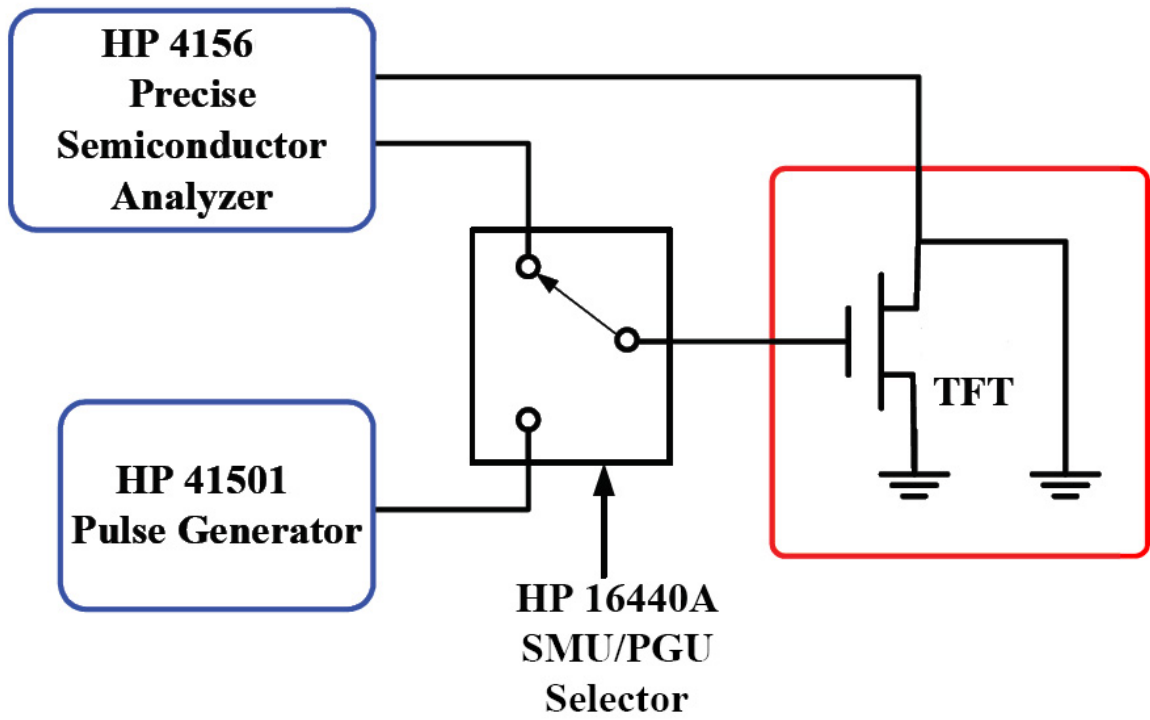 HP 4156
Precise
Semiconductor
Analyzer
TFT
HP 41501
Pulse Generator
HP 16440A
SMU/PGU
Selector